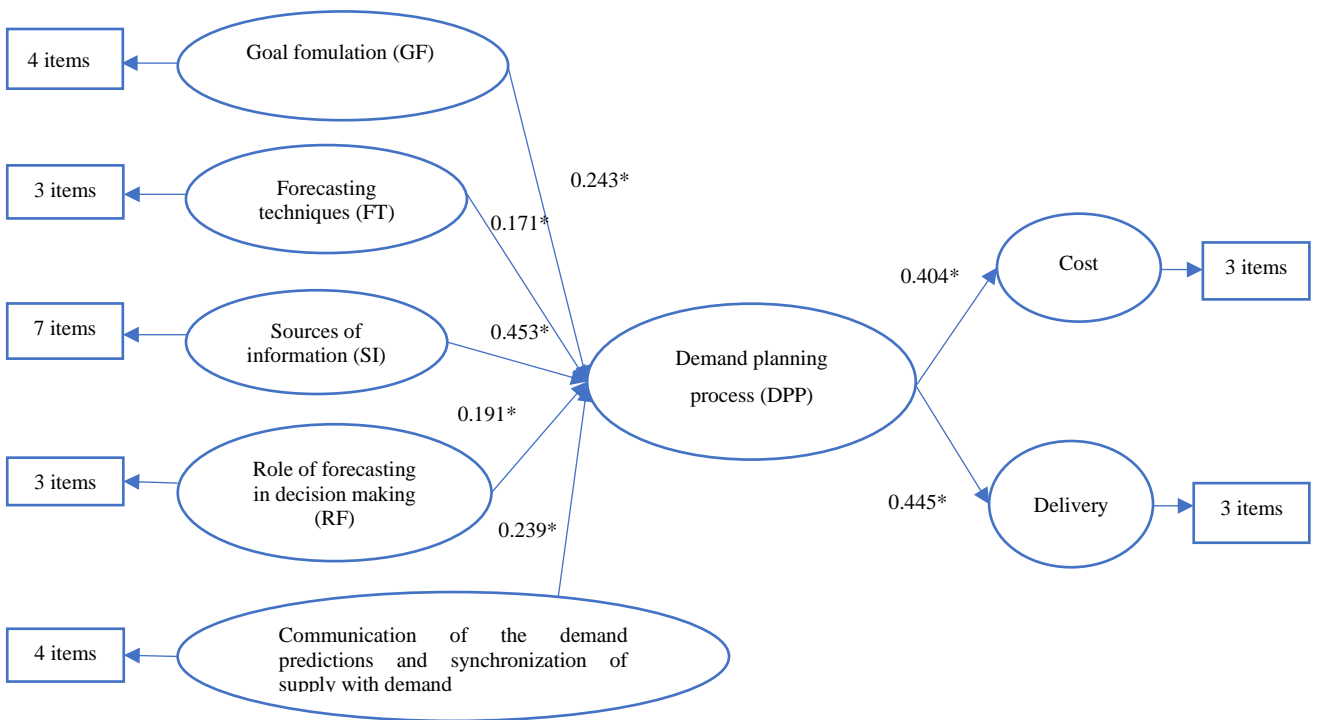 4 items
Goal fomulation (GF)
0.243*
3 items
Forecasting
techniques (FT)
0.171*
7 items
Sources of
information (SI)
0.453*
3 items
Role of forecasting
in decision making
(RF)
0.191*
4 items
Communication of the demand
predictions and synchronization of
supply with demand
0.239*
Demand planning
process (DPP)
0.404*
Cost
3 items
0.445*
Delivery
3 items